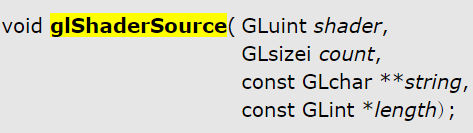 void glShaderSource( GLuint shader,
GLsizei count,
const GLchar **string,
const GLint *length);